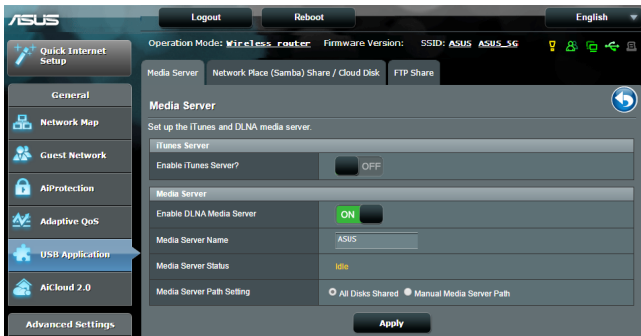 ASUS
Logout
Reboot
English
Quick Internet
Setup
Operation Mode: Wireless router Firmware Version: SSID: ASUS ASUS_5G
Media Server
Network Place (Samba) Share / Cloud Disk
FTP Share
General
Network Map
Guest Network
AiProtection
Adaptive QoS
USB Application
AiCloud 2.0
Advanced Settings
Media Server
Set up the iTunes and DLNA media server.
iTunes Server
Enable iTunes Server?
OFF
Media Server
Enable DLNA Media Server
ON
Media Server Name
ASUS
Media Server Status
Idle
Media Server Path Setting
All Disks Shared
Manual Media Server Path
Apply